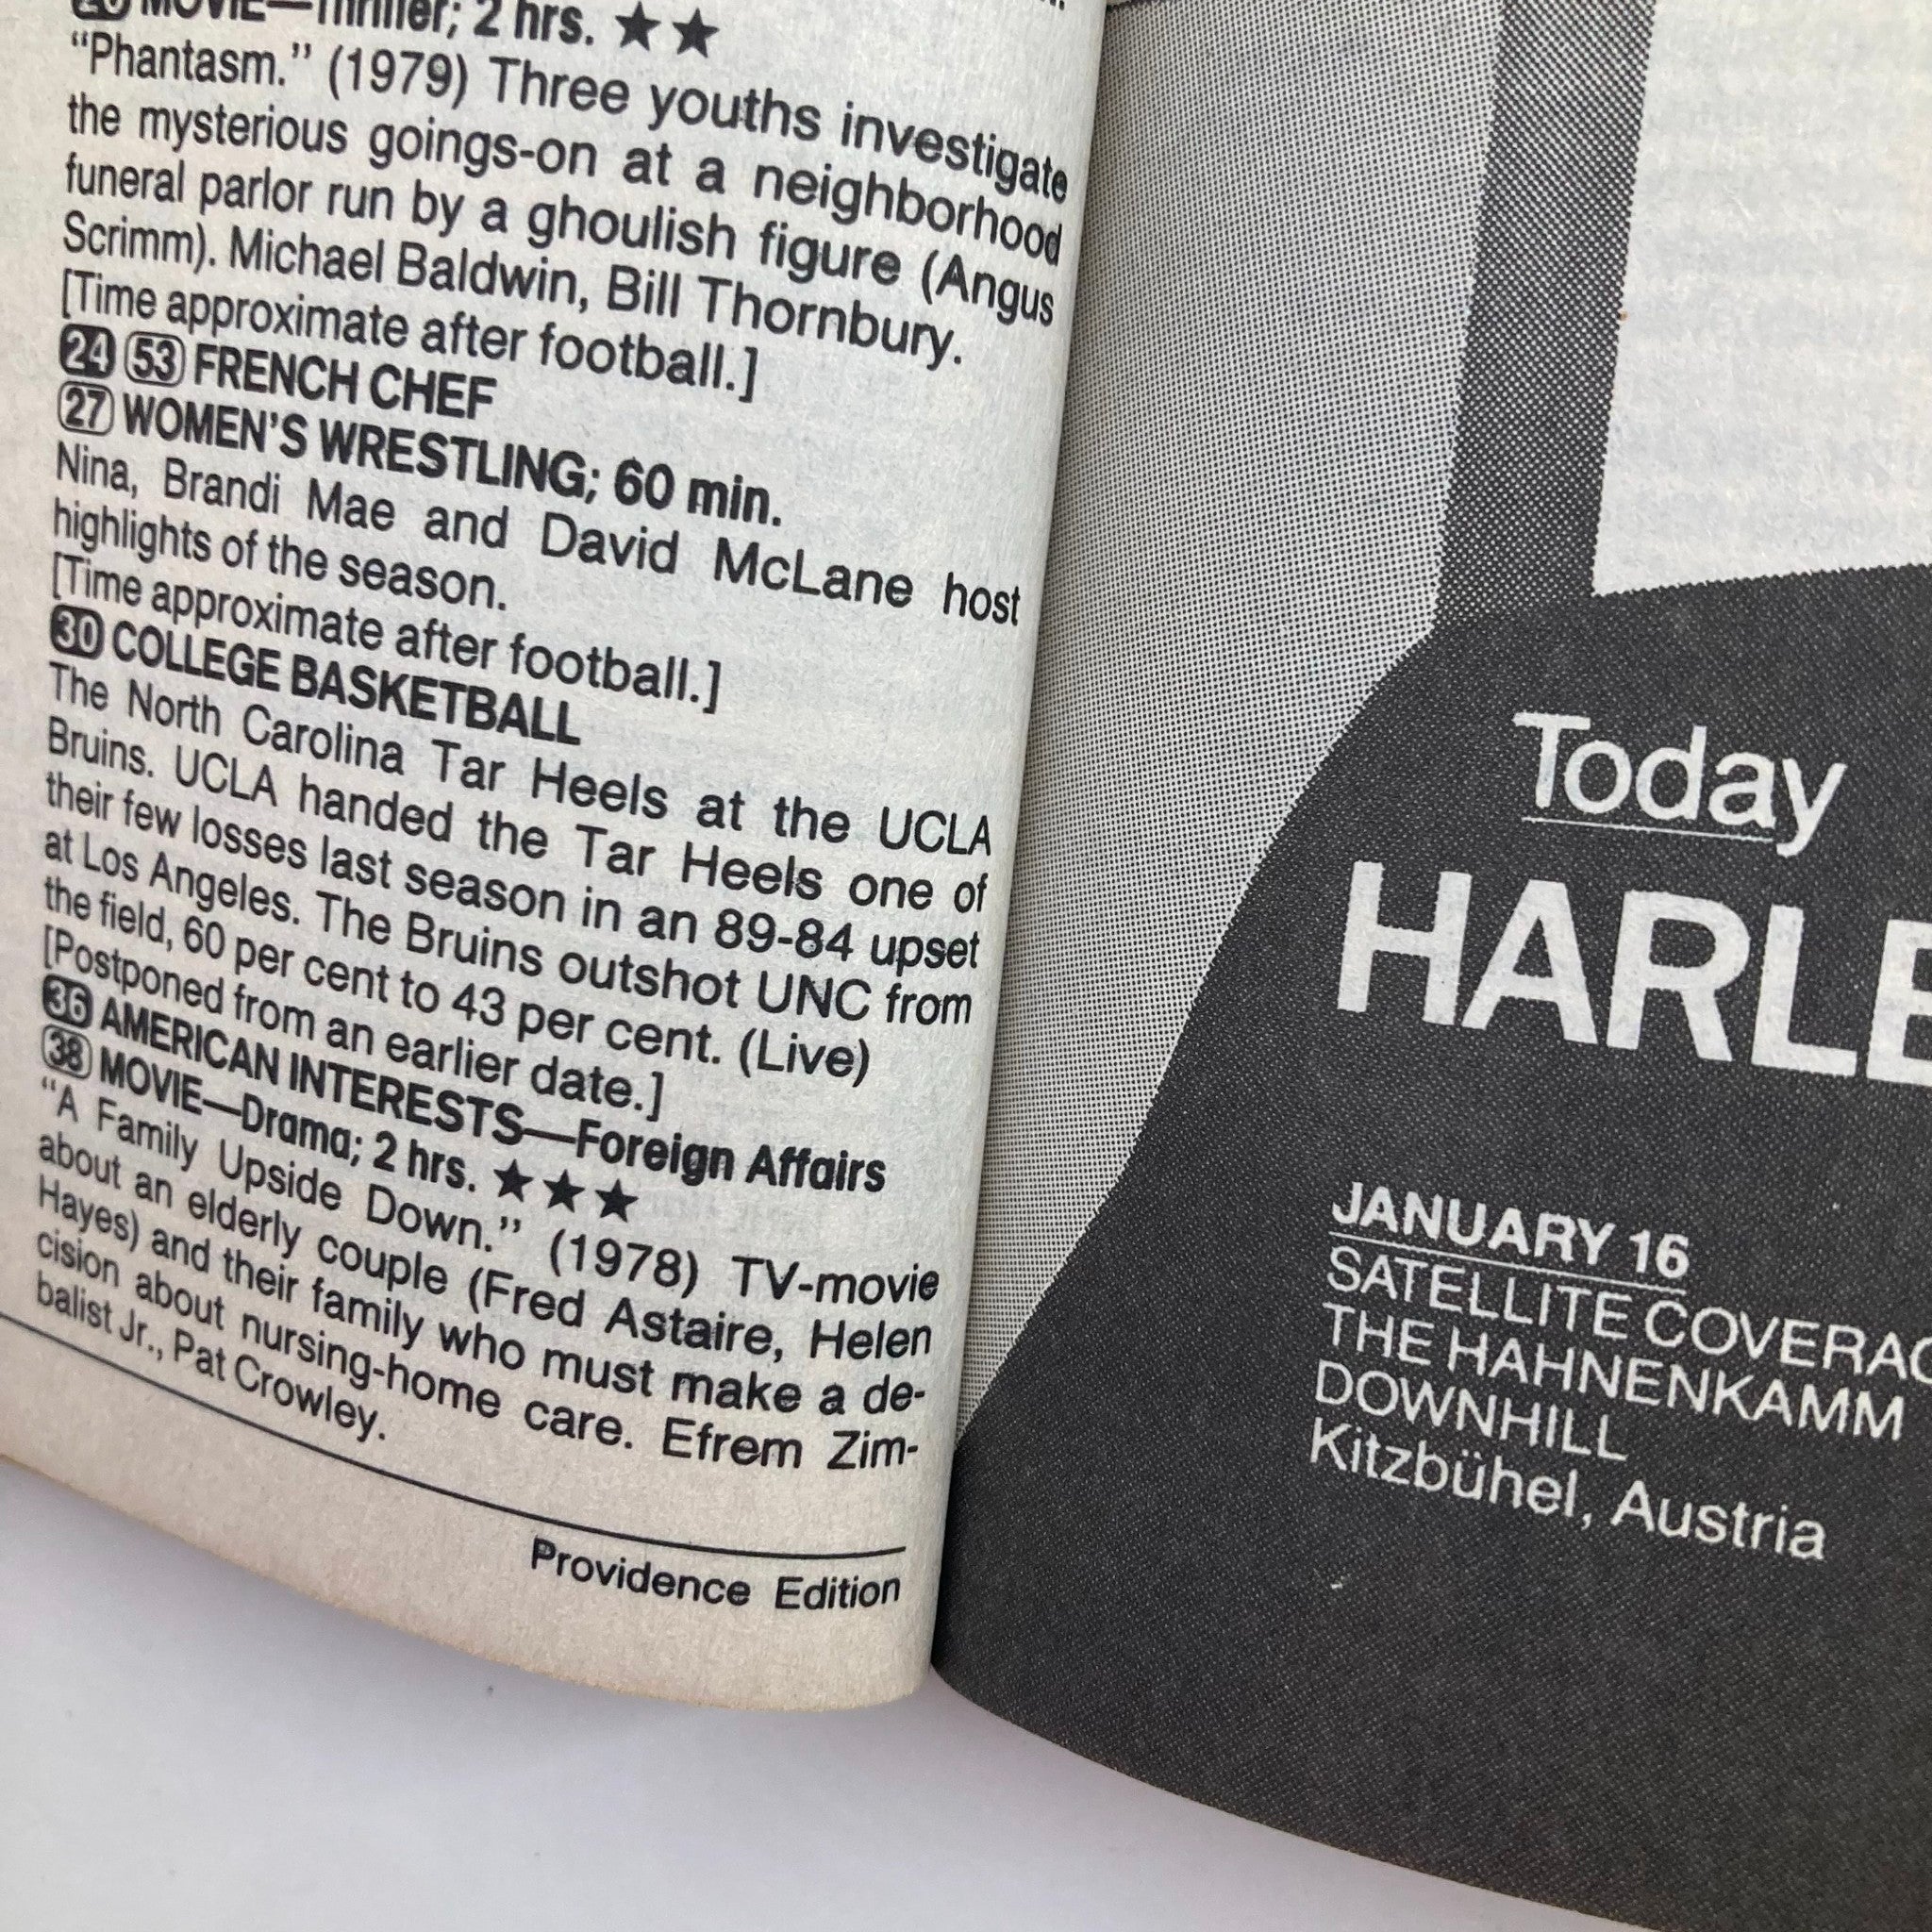 MOVIE—Thriller; 2 hrs. ★★
“Phantasm.” (1979) Three youths investigate
the mysterious goings-on at a neighborhood
funeral parlor run by a ghoulish figure (Angus
Scrimm). Michael Baldwin, Bill Thornbury.
[Time approximate after football.]
24 53 FRENCH CHEF
27 WOMEN’S WRESTLING; 60 min.
Nina, Brandi Mae and David McLane host
highlights of the season.
[Time approximate after football.]
30 COLLEGE BASKETBALL
The North Carolina Tar Heels at the UCLA
Bruins. UCLA handed the Tar Heels one of
their few losses last season in an 89-84 upset
at Los Angeles. The Bruins outshot UNC from
the field, 60 per cent to 43 per cent. (Live)
[Postponed from an earlier date.]
36 AMERICAN INTERESTS—Foreign Affairs
38 MOVIE—Drama; 2 hrs. ★★★
“A Family Upside Down.” (1978) TV-movie
about an elderly couple (Fred Astaire, Helen
Hayes) and their family who must make a de-
cision about nursing-home care. Efrem Zim-
balist Jr., Pat Crowley.
Providence Edition
Today
HARLE
JANUARY 16
SATELLITE COVERAG
THE HAHNENKAMM
DOWNHILL
Kitzbühel, Austria